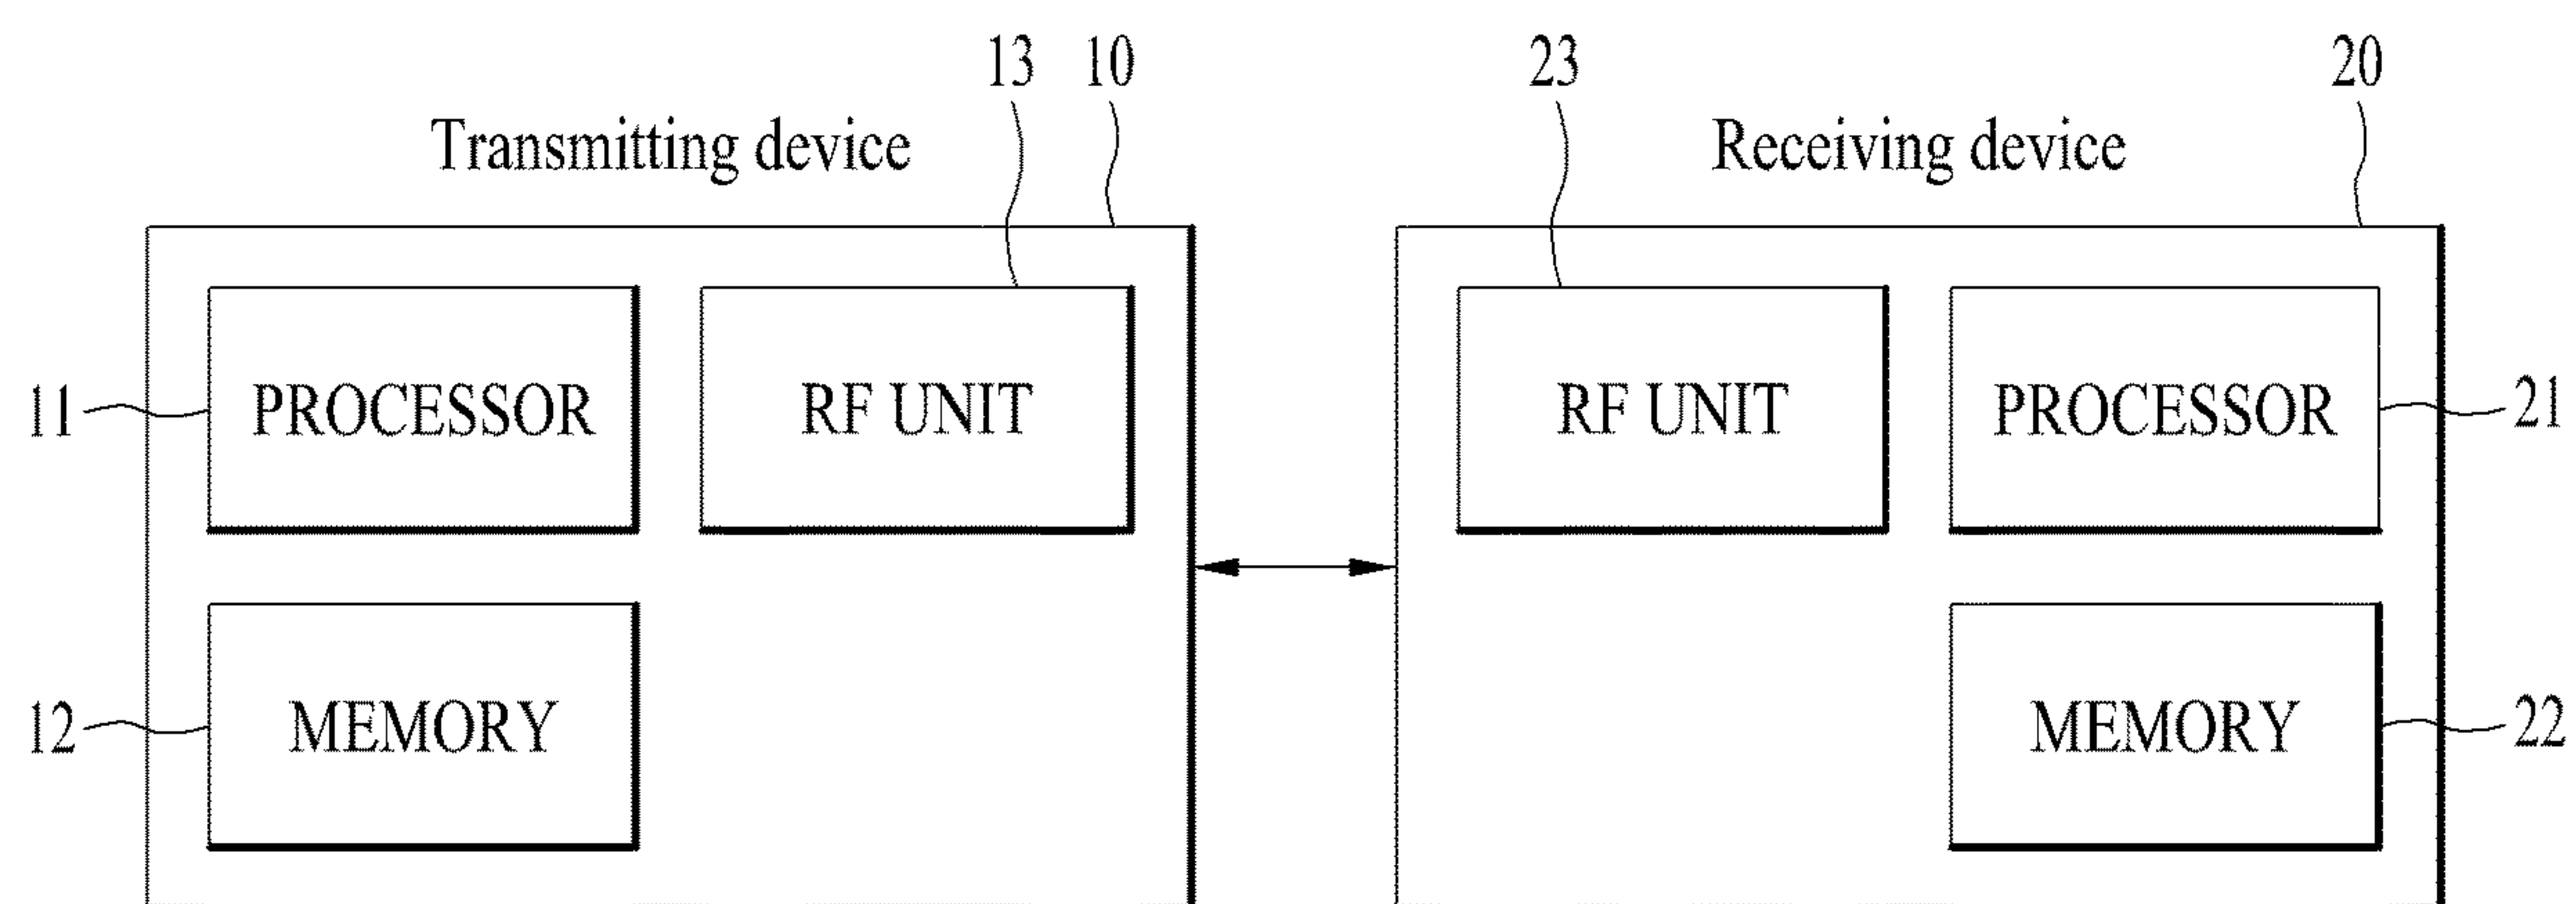 13 10 23 20
Transmitting device Receiving device
11 PROCESSOR RF UNIT RF UNIT PROCESSOR 21
12 MEMORY MEMORY 22